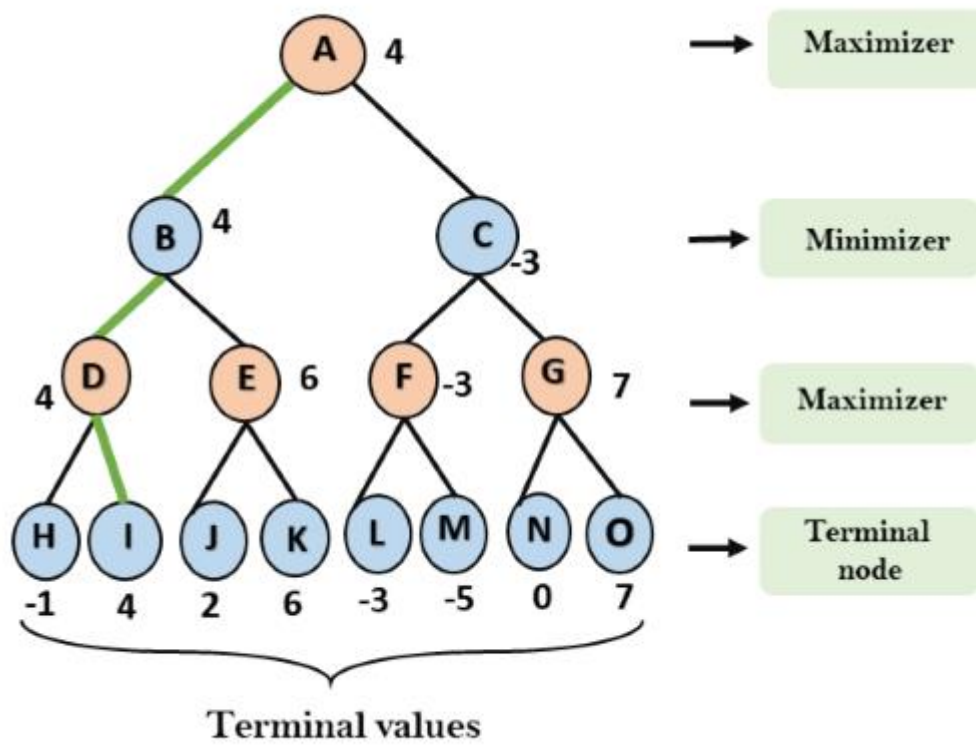 A 4 Maximizer
B 4 C -3 Minimizer
D 4 E 6 F -3 G 7 Maximizer
H I J K L M N O Terminal
node
-1 4 2 6 -3 -5 0 7
Terminal values